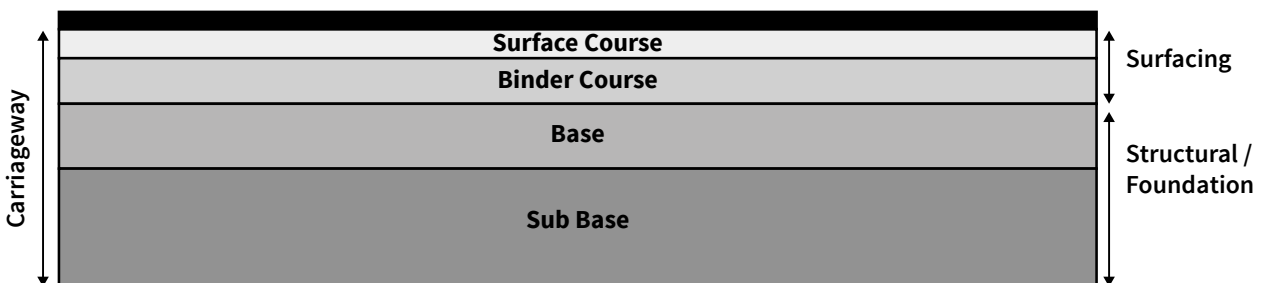 Surface Course
Surfacing
Binder Course
Carriageway
Base
Structural /
Foundation
Sub Base